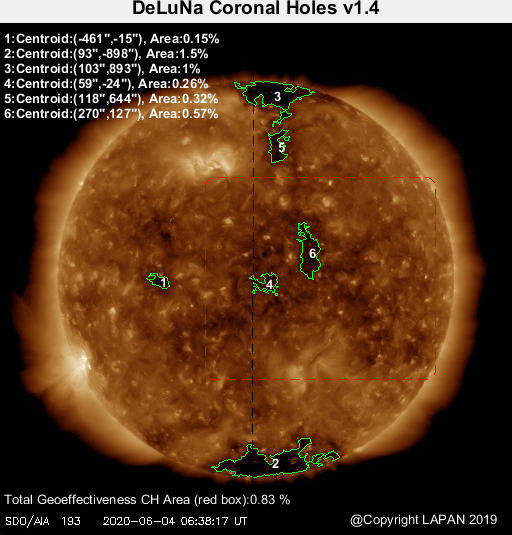 DeLuNa Coronal Holes v1.4
1:Centroid:(-461",-15"), Area:0.15%
2:Centroid:(93",-898"), Area:1.5%
3:Centroid:(103",893"), Area:1%
4:Centroid:(59",-24"), Area:0.26%
5:Centroid:(118",644"), Area:0.32%
6:Centroid:(270",127"), Area:0.57%
3
5
6
1
4
2
Total Geoeffectiveness CH Area (red box):0.83 %
SDO/AIA 193 2020-06-04 06:38:17 UT
@Copyright LAPAN 2019